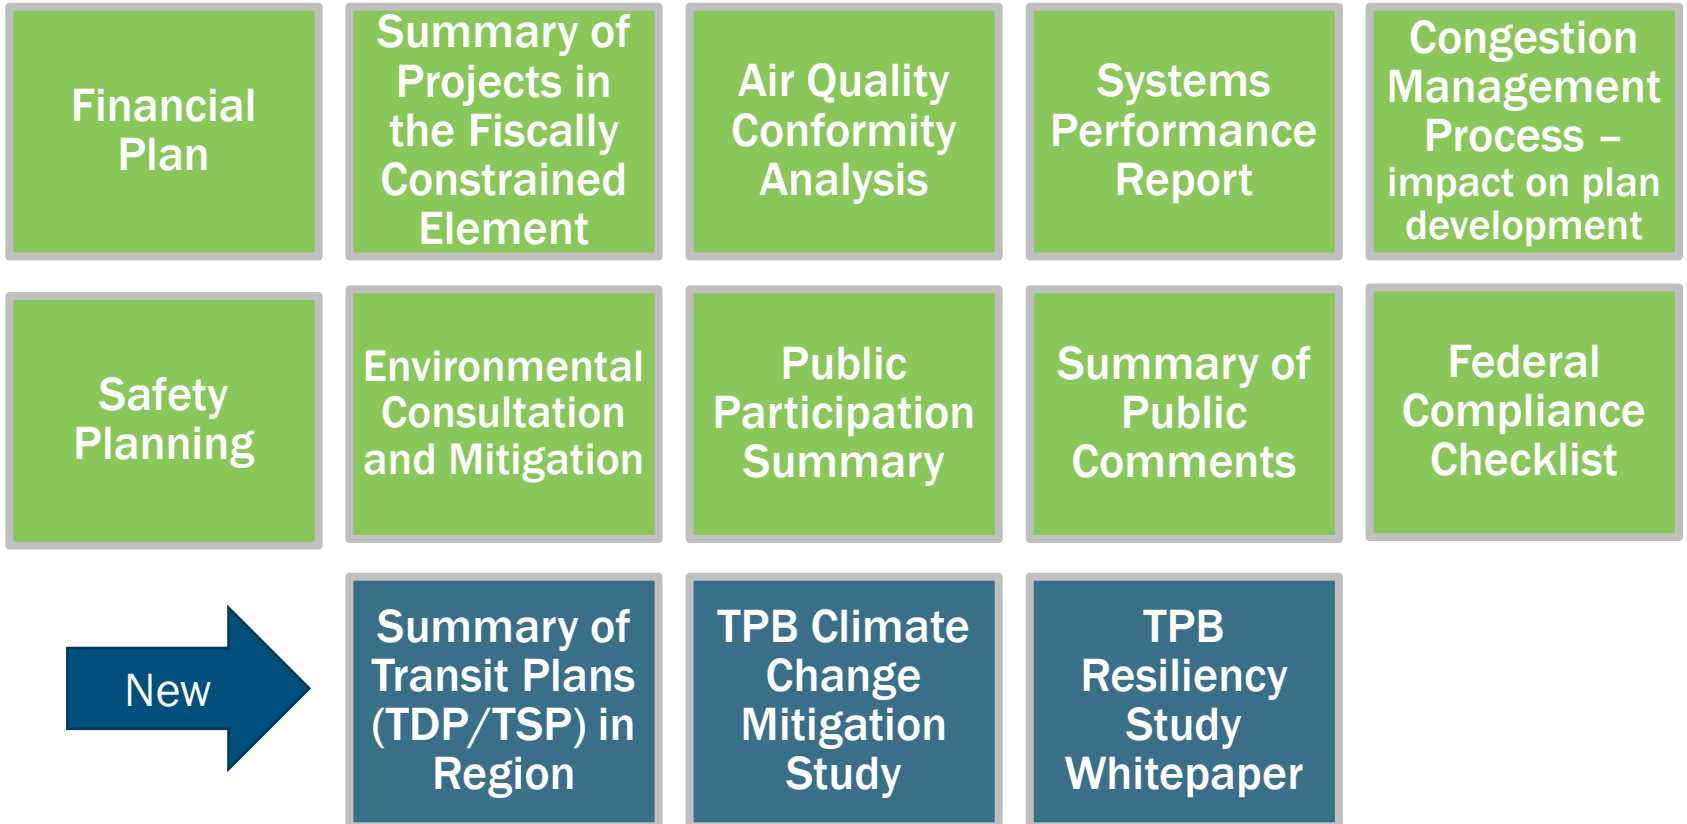 Financial
Plan
Summary of
Projects in
the Fiscally
Constrained
Element
Air Quality
Conformity
Analysis
Systems
Performance
Report
Congestion
Management
Process –
impact on plan
development
Safety
Planning
Environmental
Consultation
and Mitigation
Public
Participation
Summary
Summary of
Public
Comments
Federal
Compliance
Checklist
New
Summary of
Transit Plans
(TDP/TSP) in
Region
TPB Climate
Change
Mitigation
Study
TPB
Resiliency
Study
Whitepaper